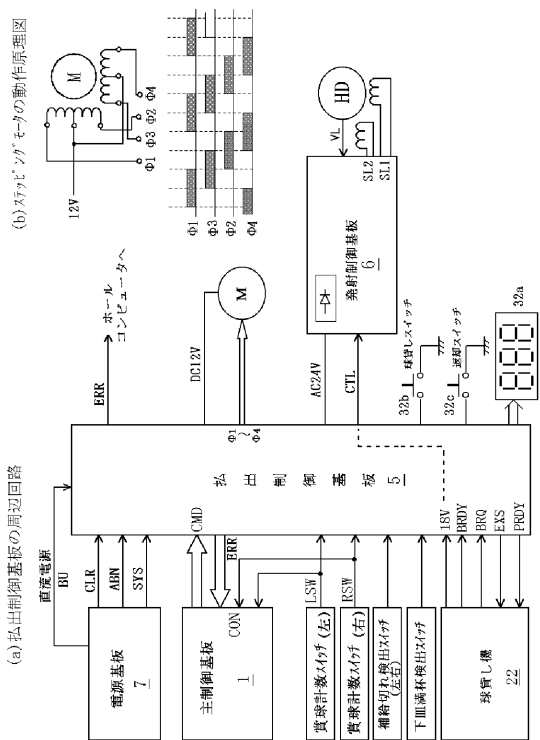 (a) 払出制御基板の周辺回路
電源基板
7
直流電源
BU
CLR
ABN
SYS
主制御基板
1
CMD
ERR
CON
賞球計数スイッチ(左)
LSW
賞球計数スイッチ(右)
RSW
補給切れ検出スイッチ
(左右)
下皿満杯検出スイッチ
球貸し機
22
18V
BRDY
BRQ
EXS
PRDY
払出制御基板
5
ERR
ホール
コンピュータへ
DC12V
Φ1
~
Φ4
M
AC24V
CTL
発射制御基板
6
VL
HD
SL2
SL1
32b
球貸しスイッチ
32c
返却スイッチ
32a
(b) ステッピングモータの動作原理図
12V
M
Φ1
Φ3
Φ2
Φ4
Φ1
Φ3
Φ2
Φ4